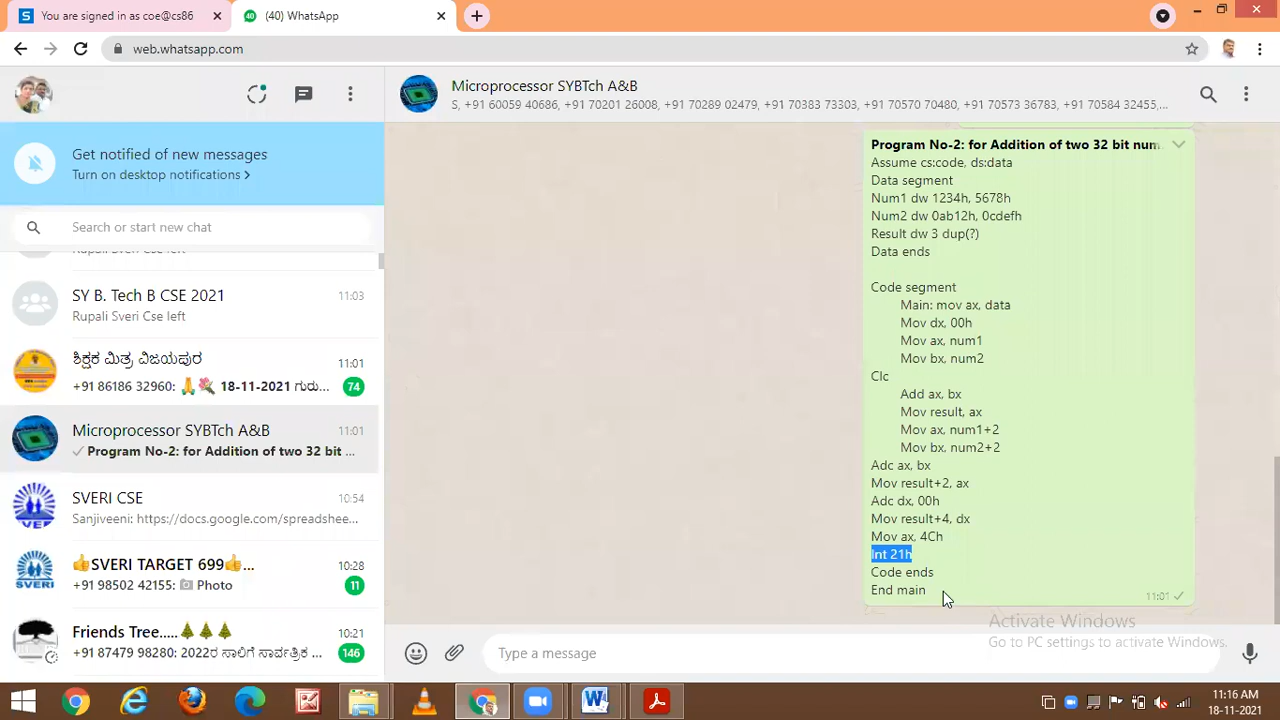 You are signed in as coe@cs86
(40) WhatsApp
web.whatsapp.com
Microprocessor SYBTch A&B
S, +91 60059 40686, +91 70201 26008, +91 70289 02479, +91 70383 73303, +91 70570 70480, +91 70573 36783, +91 70584 32455,...
Get notified of new messages
Turn on desktop notifications >
Search or start new chat
Rupali Sveri Cse left
SY B. Tech B CSE 2021 11:03
Rupali Sveri Cse left
ಶಿಕ್ಷಕ ಮಿತ್ರ ವಿಜಯಪುರ 11:01
+91 86186 32960: 🙏💐 18-11-2021 ಗುರು... 74
Microprocessor SYBTch A&B 11:01
Program No-2: for Addition of two 32 bit ...
SVERI CSE 10:54
Sanjiveeni: https://docs.google.com/spreadshee...
👍SVERI TARGET 699👍... 10:28
+91 98502 42155: Photo 11
Friends Tree.....🌲🌲🌲 10:21
+91 87479 98280: 2022ರ ಸಾಲಿಗೆ ಸಾರ್ವತ್ರಿಕ ... 146
Program No-2: for Addition of two 32 bit num
Assume cs:code, ds:data
Data segment
Num1 dw 1234h, 5678h
Num2 dw 0ab12h, 0cdefh
Result dw 3 dup(?)
Data ends
Code segment
Main: mov ax, data
Mov dx, 00h
Mov ax, num1
Mov bx, num2
Clc
Add ax, bx
Mov result, ax
Mov ax, num1+2
Mov bx, num2+2
Adc ax, bx
Mov result+2, ax
Adc dx, 00h
Mov result+4, dx
Mov ax, 4Ch
Int 21h
Code ends
End main
11:01
Activate Windows
Go to PC settings to activate Windows.
Type a message
11:16 AM
18-11-2021